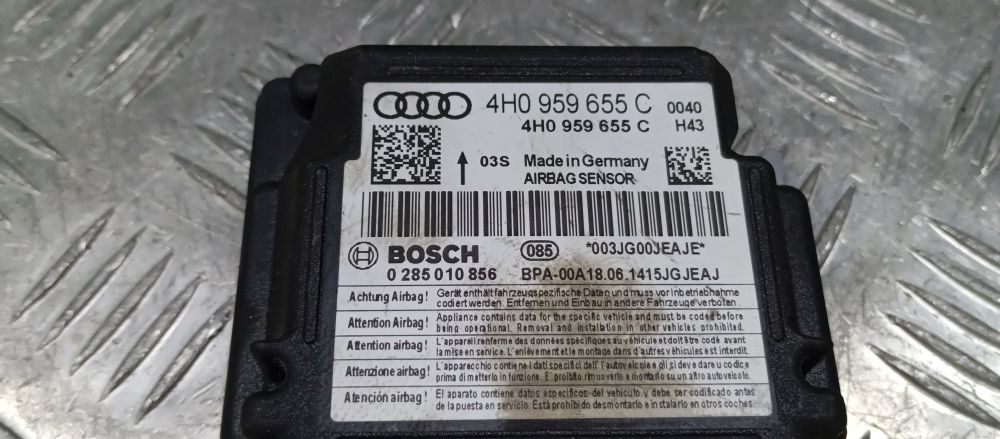 4H0 959 655 C 0040
4H0 959 655 C H43
03S Made in Germany
AIRBAG SENSOR
BOSCH 085 *003JG00JEAJE*
0 285 010 856 BPA-00A18.06.1415JGJEAJ
Achtung Airbag! Gerät enthält fahrzeugspezifische Daten und muss vor Inbetriebnahme
codiert werden. Entfernen und Einbau in andere Fahrzeuge verboten.
Attention Airbag! Appliance contains data for the specific vehicle and must be coded before
being operational. Removal and installation in other vehicles prohibited.
Attention airbag! L'appareil renferme des données spécifiques au véhicule et doit être codé avant
la mise en service. L'enlèvement et le montage dans d'autres véhicules est interdit.
Attenzione airbag! L'apparecchio contiene i dati specifici dell'autoveicolo e gli si deve dare u codice
prima di metterlo in funzione. È proibito rimuoverlo e montarlo su un altro autoveicolo.
Atención airbag! El aparato contiene datos específicos del vehículo y debe ser codificado antes
de la puesta en servicio. Está prohibido desmontarlo e instalarlo en otros coches.